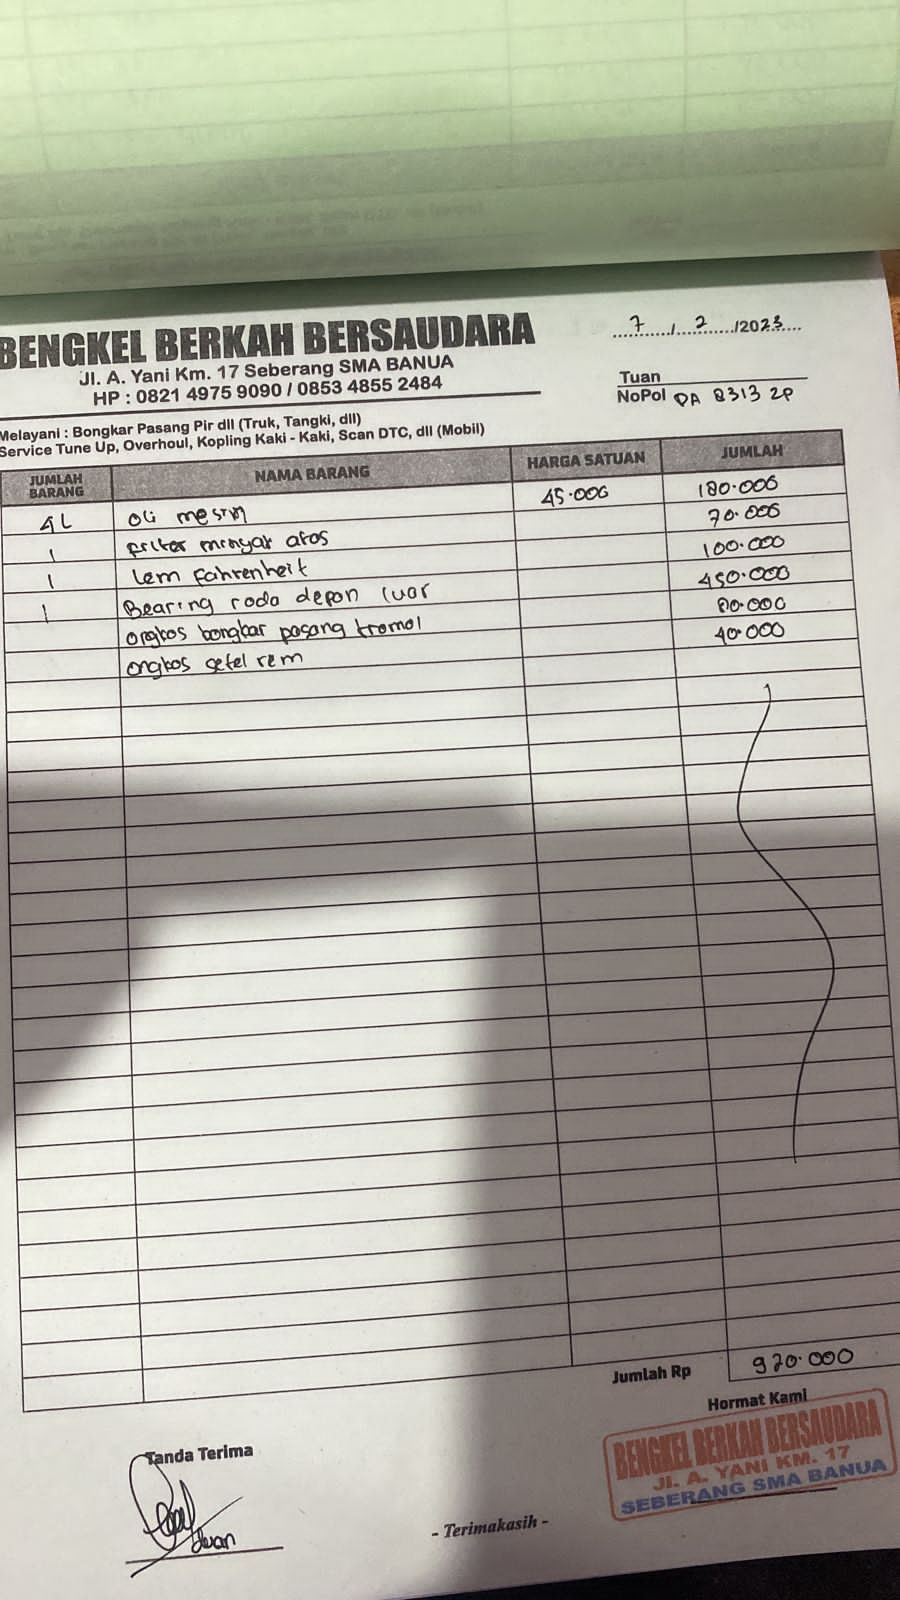 BENGKEL BERKAH BERSAUDARA
Jl. A. Yani Km. 17 Seberang SMA BANUA
HP : 0821 4975 9090 / 0853 4855 2484
7 / 2 /2023
Tuan
NoPol DA 8313 ZP
Melayani : Bongkar Pasang Pir dll (Truk, Tangki, dll)
Service Tune Up, Overhoul, Kopling Kaki - Kaki, Scan DTC, dll (Mobil)
JUMLAH BARANG NAMA BARANG HARGA SATUAN JUMLAH
4L oli mesin 45.000 180.000
1 filter minyak atas 70.000
1 lem fahrenheit 100.000
1 Bearing roda depan luar 450.000
ongkos bongkar pasang tromol 80.000
ongkos setel rem 40.000
Jumlah Rp 920.000
Tanda Terima
Hormat Kami
BENGKEL BERKAH BERSAUDARA
Jl. A. YANI KM. 17
SEBERANG SMA BANUA
- Terimakasih -